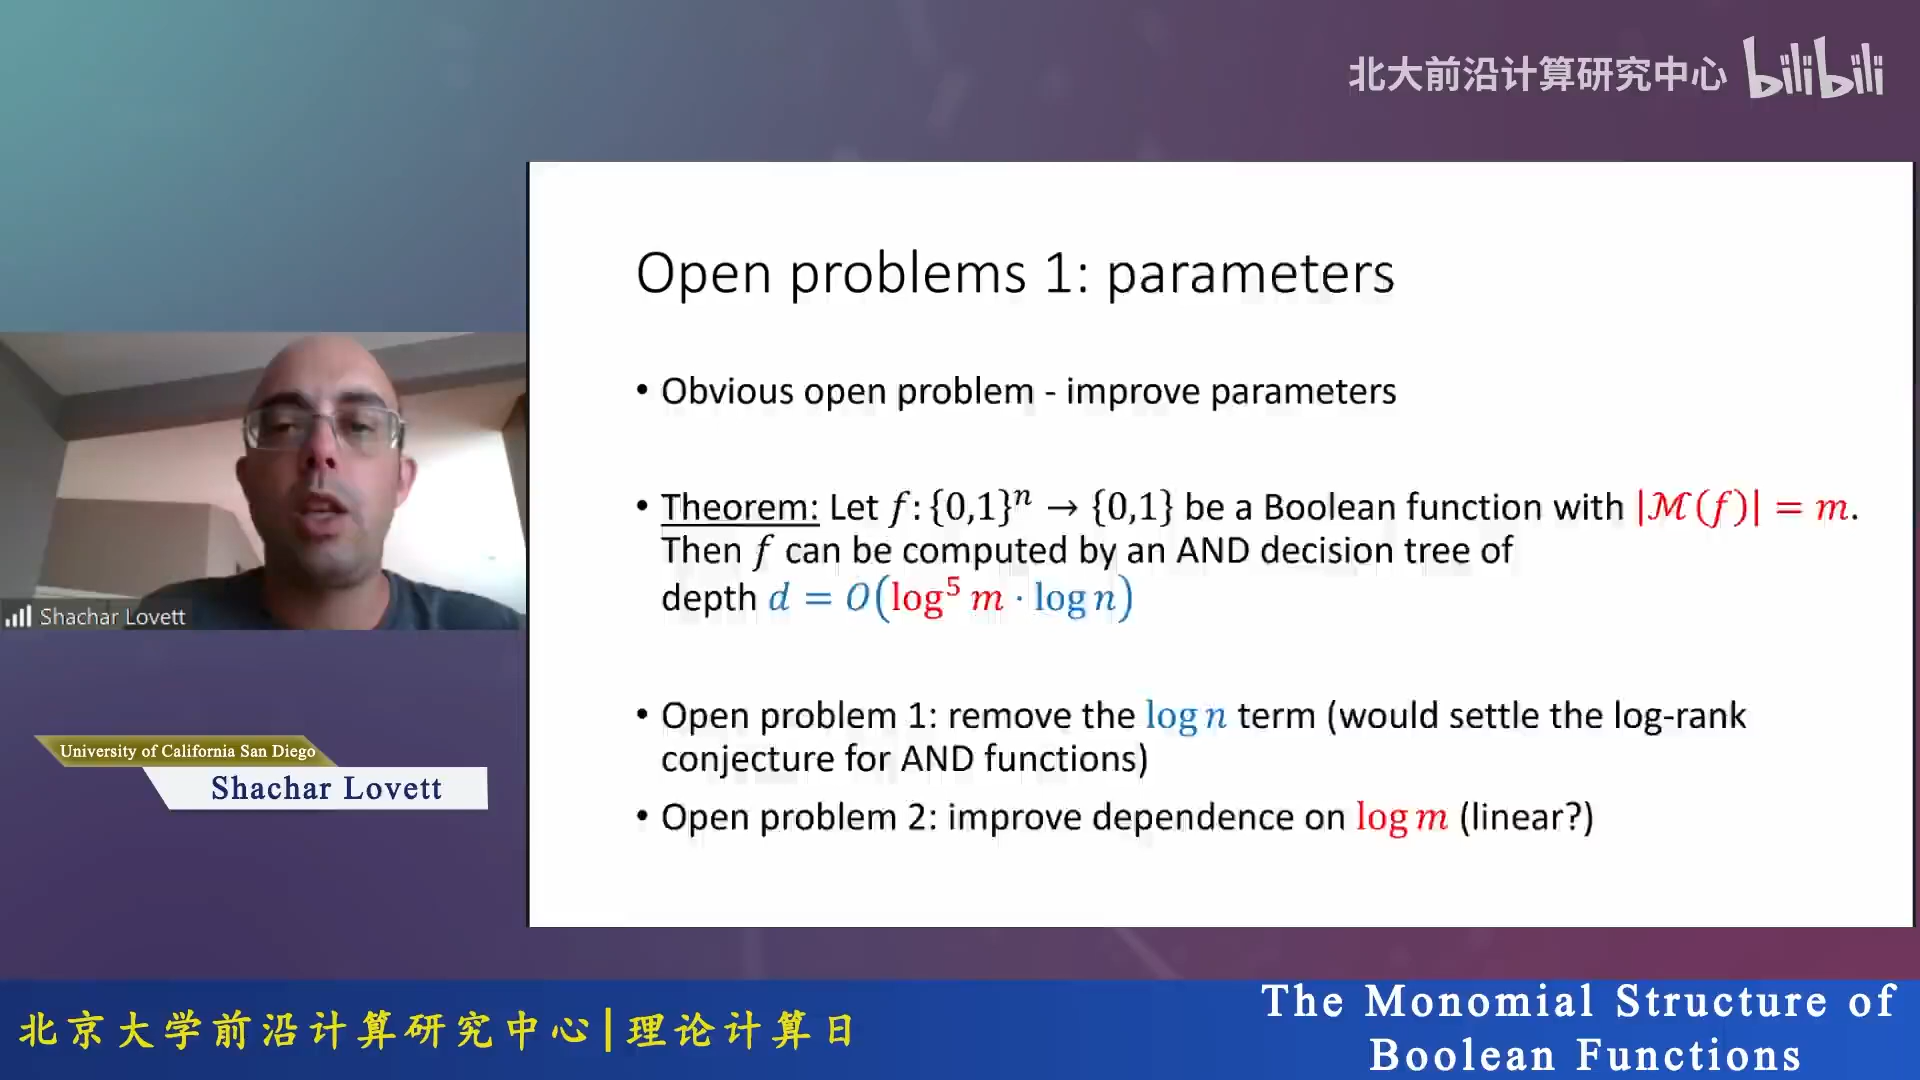 北大前沿计算研究中心 bilibili
Open problems 1: parameters
• Obvious open problem - improve parameters
• Theorem: Let f: {0,1}ⁿ → {0,1} be a Boolean function with |ℳ(f)| = m.
Then f can be computed by an AND decision tree of
depth d = O(log⁵ m · log n)
• Open problem 1: remove the log n term (would settle the log-rank
conjecture for AND functions)
• Open problem 2: improve dependence on log m (linear?)
Shachar Lovett
University of California San Diego
Shachar Lovett
北京大学前沿计算研究中心|理论计算日
The Monomial Structure of
Boolean Functions